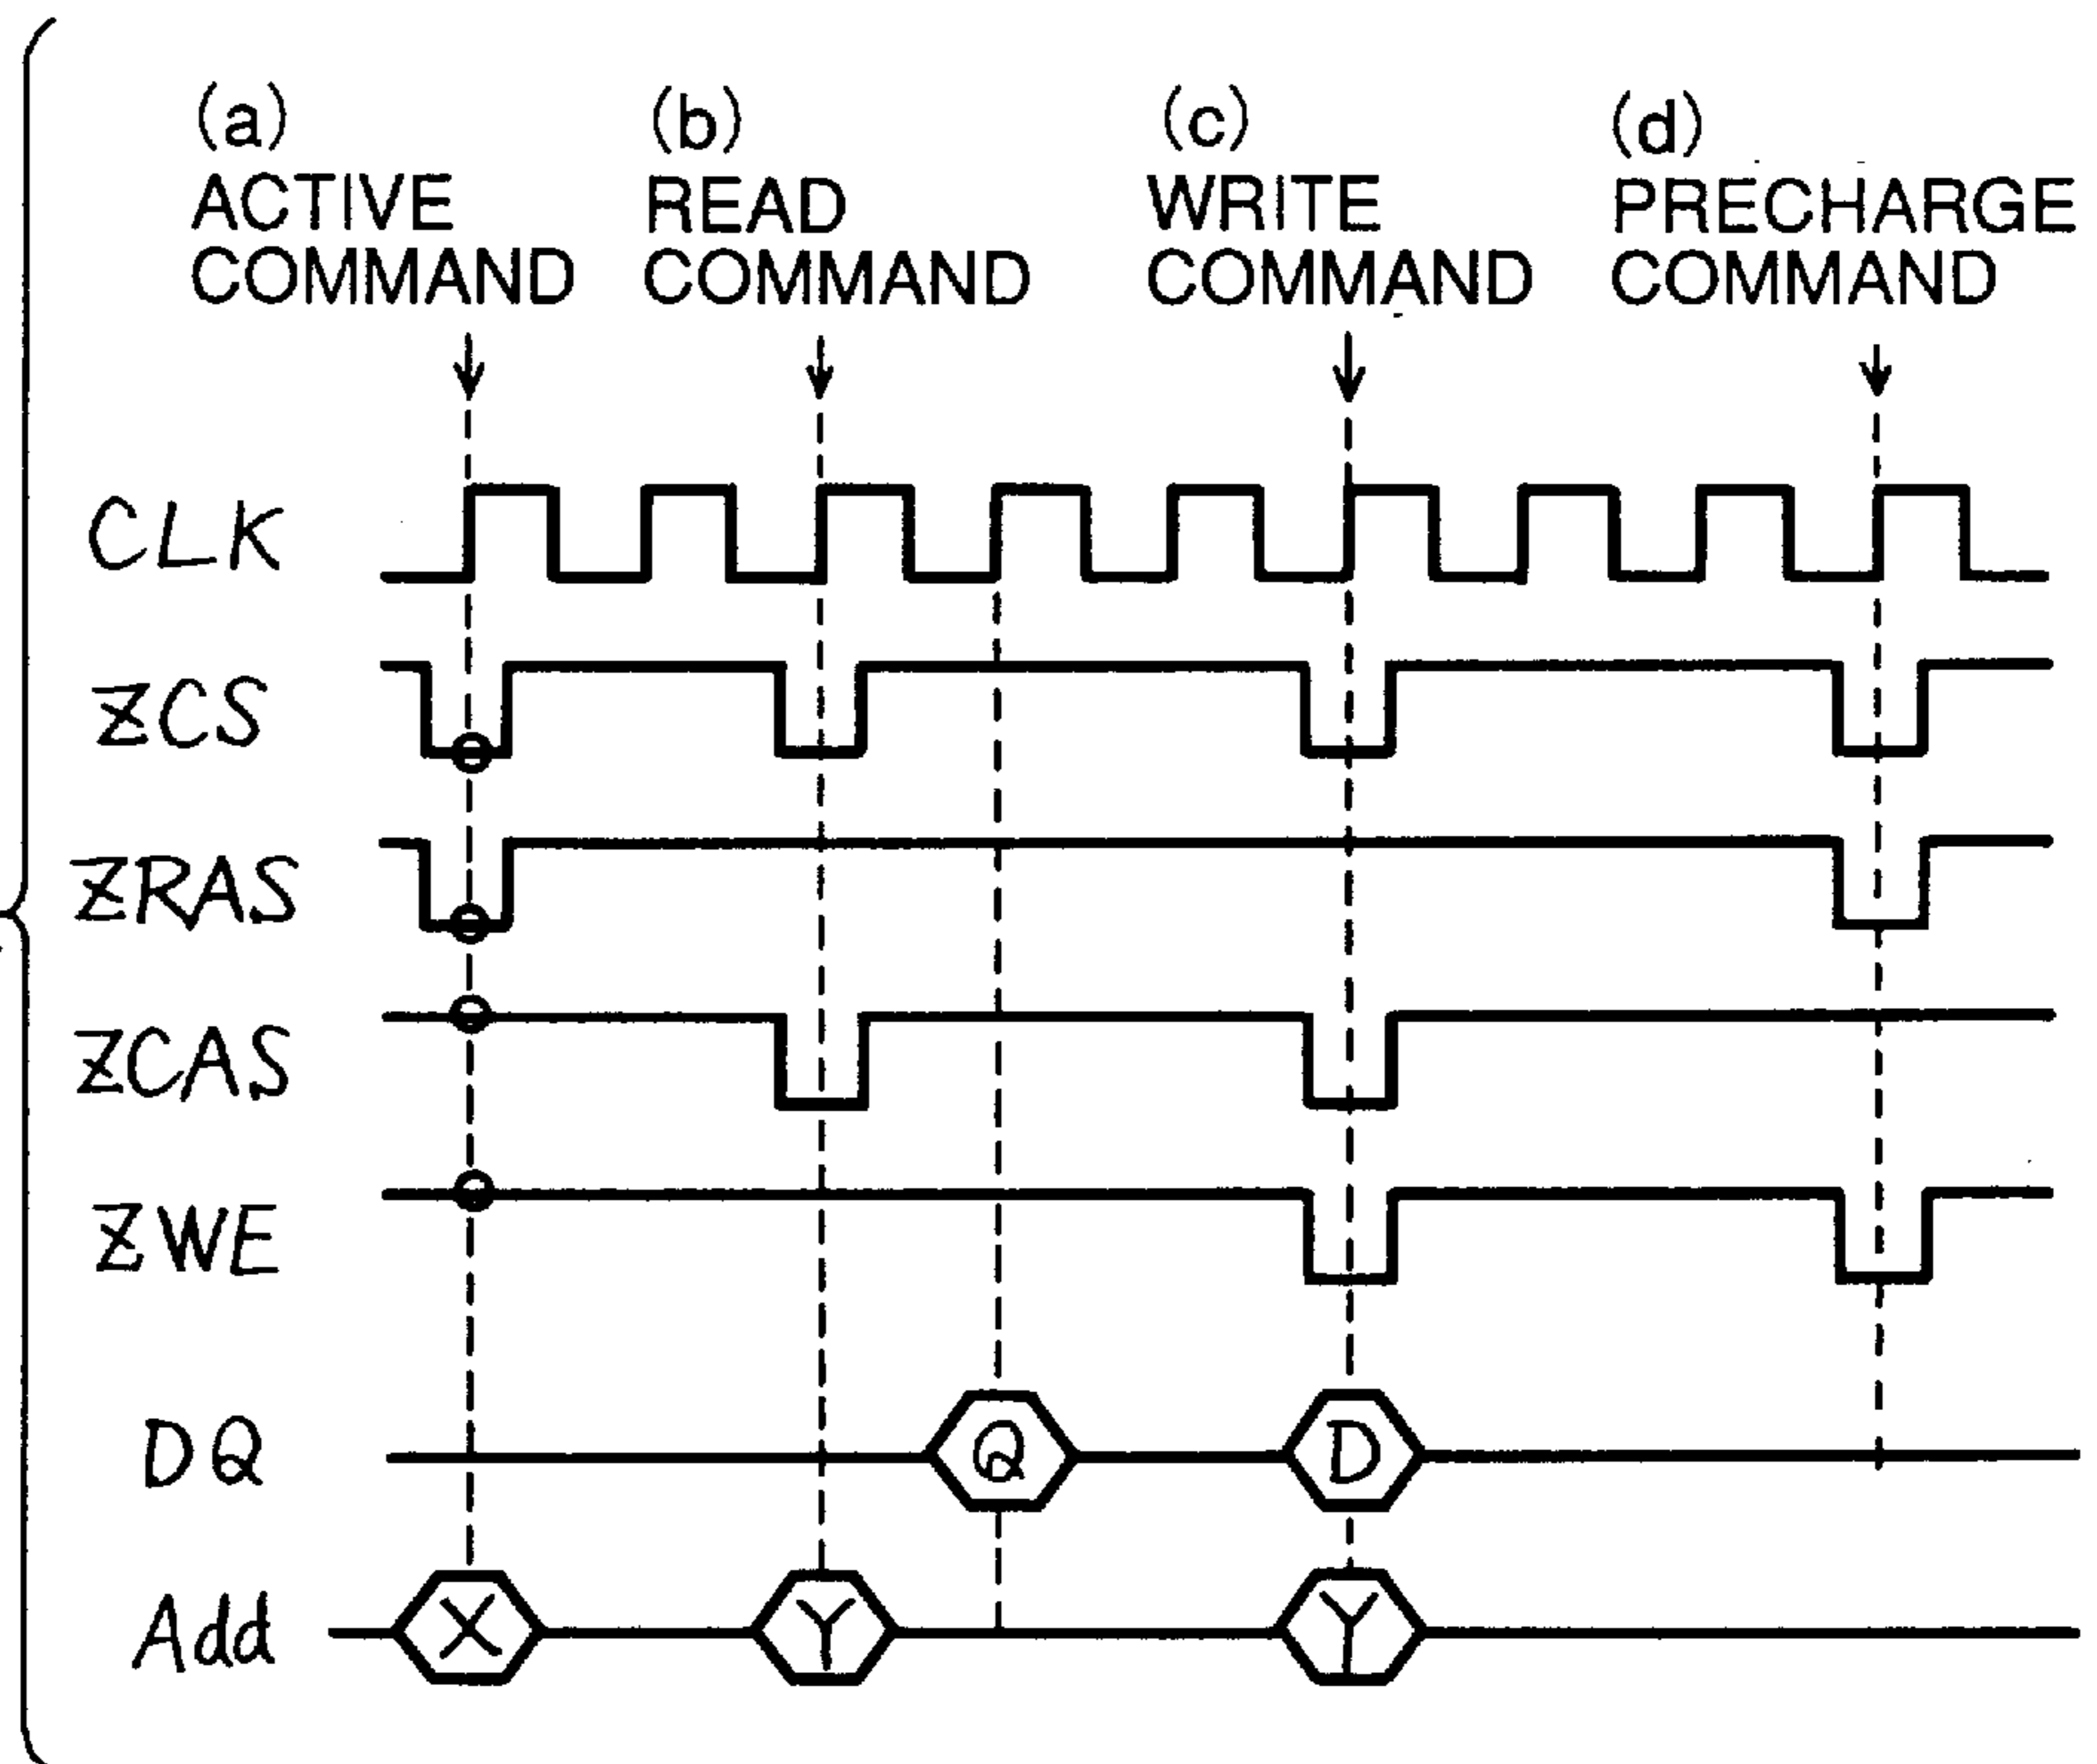 (a) (b) (c) (d)
ACTIVE READ WRITE PRECHARGE
COMMAND COMMAND COMMAND COMMAND
CLK
ZCS
ZRAS
ZCAS
ZWE
DQ Q D
Add X Y Y